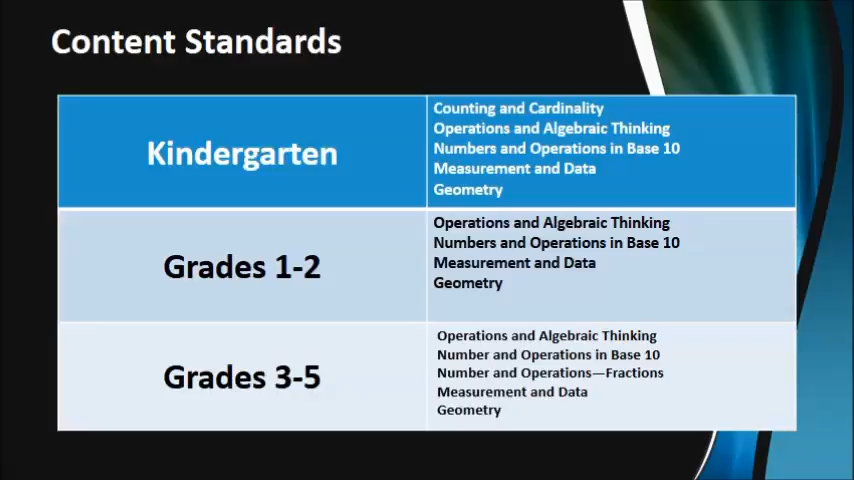 Content Standards
Kindergarten
Counting and Cardinality
Operations and Algebraic Thinking
Numbers and Operations in Base 10
Measurement and Data
Geometry
Grades 1-2
Operations and Algebraic Thinking
Numbers and Operations in Base 10
Measurement and Data
Geometry
Grades 3-5
Operations and Algebraic Thinking
Number and Operations in Base 10
Number and Operations—Fractions
Measurement and Data
Geometry